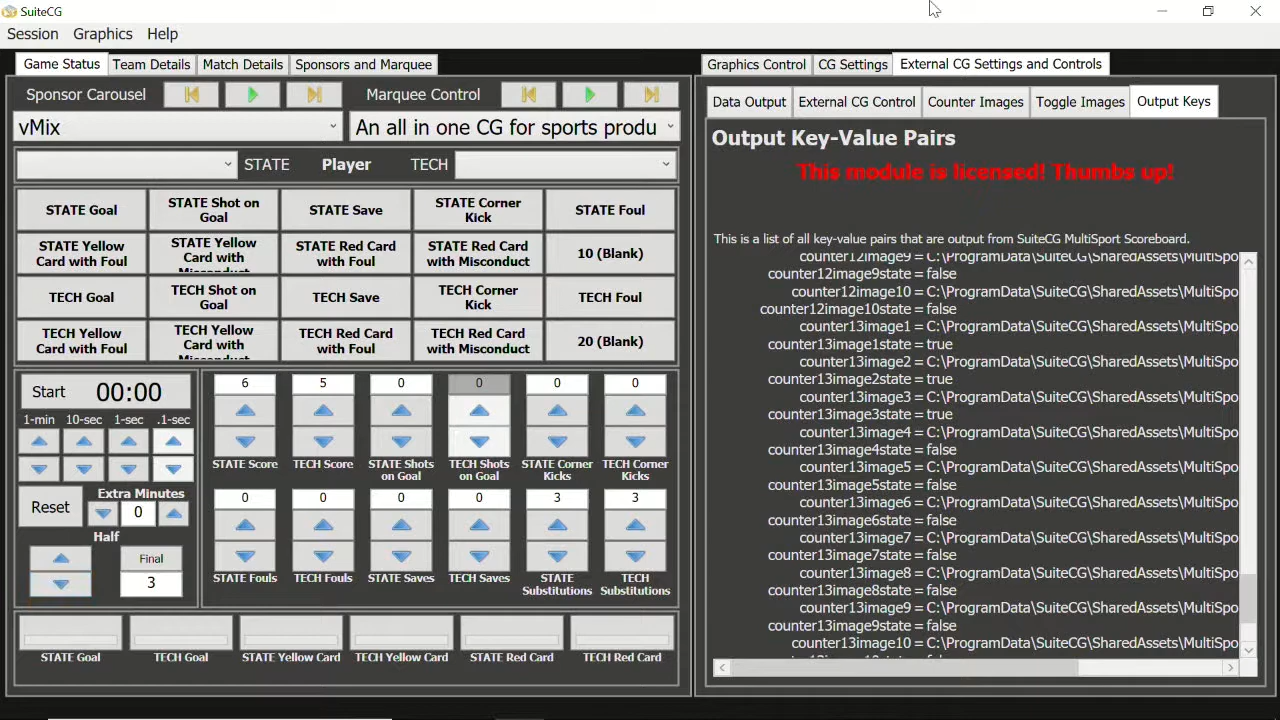 SuiteCG
Session Graphics Help
Game Status Team Details Match Details Sponsors and Marquee
Sponsor Carousel Marquee Control
vMix An all in one CG for sports produ
STATE Player TECH
STATE Goal STATE Shot on Goal STATE Save STATE Corner Kick STATE Foul
STATE Yellow Card with Foul STATE Yellow Card with STATE Red Card with Foul STATE Red Card with Misconduct 10 (Blank)
TECH Goal TECH Shot on Goal TECH Save TECH Corner Kick TECH Foul
TECH Yellow Card with Foul TECH Yellow Card with TECH Red Card with Foul TECH Red Card with Misconduct 20 (Blank)
Start 00:00
1-min 10-sec 1-sec .1-sec
Reset Extra Minutes
0
Half
Final
3
6 5 0 0 0 0
STATE Score TECH Score STATE Shots on Goal TECH Shots on Goal STATE Corner Kicks TECH Corner Kicks
0 0 0 0 3 3
STATE Fouls TECH Fouls STATE Saves TECH Saves STATE Substitutions TECH Substitutions
STATE Goal TECH Goal STATE Yellow Card TECH Yellow Card STATE Red Card TECH Red Card
Graphics Control CG Settings External CG Settings and Controls
Data Output External CG Control Counter Images Toggle Images Output Keys
Output Key-Value Pairs
This module is licensed! Thumbs up!
This is a list of all key-value pairs that are output from SuiteCG MultiSport Scoreboard.
counter12image9 = C:\ProgramData\SuiteCG\SharedAssets\MultiSpo
counter12image9state = false
counter12image10 = C:\ProgramData\SuiteCG\SharedAssets\MultiSpo
counter12image10state = false
counter13image1 = C:\ProgramData\SuiteCG\SharedAssets\MultiSpo
counter13image1state = true
counter13image2 = C:\ProgramData\SuiteCG\SharedAssets\MultiSpo
counter13image2state = true
counter13image3 = C:\ProgramData\SuiteCG\SharedAssets\MultiSpo
counter13image3state = true
counter13image4 = C:\ProgramData\SuiteCG\SharedAssets\MultiSpo
counter13image4state = false
counter13image5 = C:\ProgramData\SuiteCG\SharedAssets\MultiSpo
counter13image5state = false
counter13image6 = C:\ProgramData\SuiteCG\SharedAssets\MultiSpo
counter13image6state = false
counter13image7 = C:\ProgramData\SuiteCG\SharedAssets\MultiSpo
counter13image7state = false
counter13image8 = C:\ProgramData\SuiteCG\SharedAssets\MultiSpo
counter13image8state = false
counter13image9 = C:\ProgramData\SuiteCG\SharedAssets\MultiSpo
counter13image9state = false
counter13image10 = C:\ProgramData\SuiteCG\SharedAssets\MultiSpo